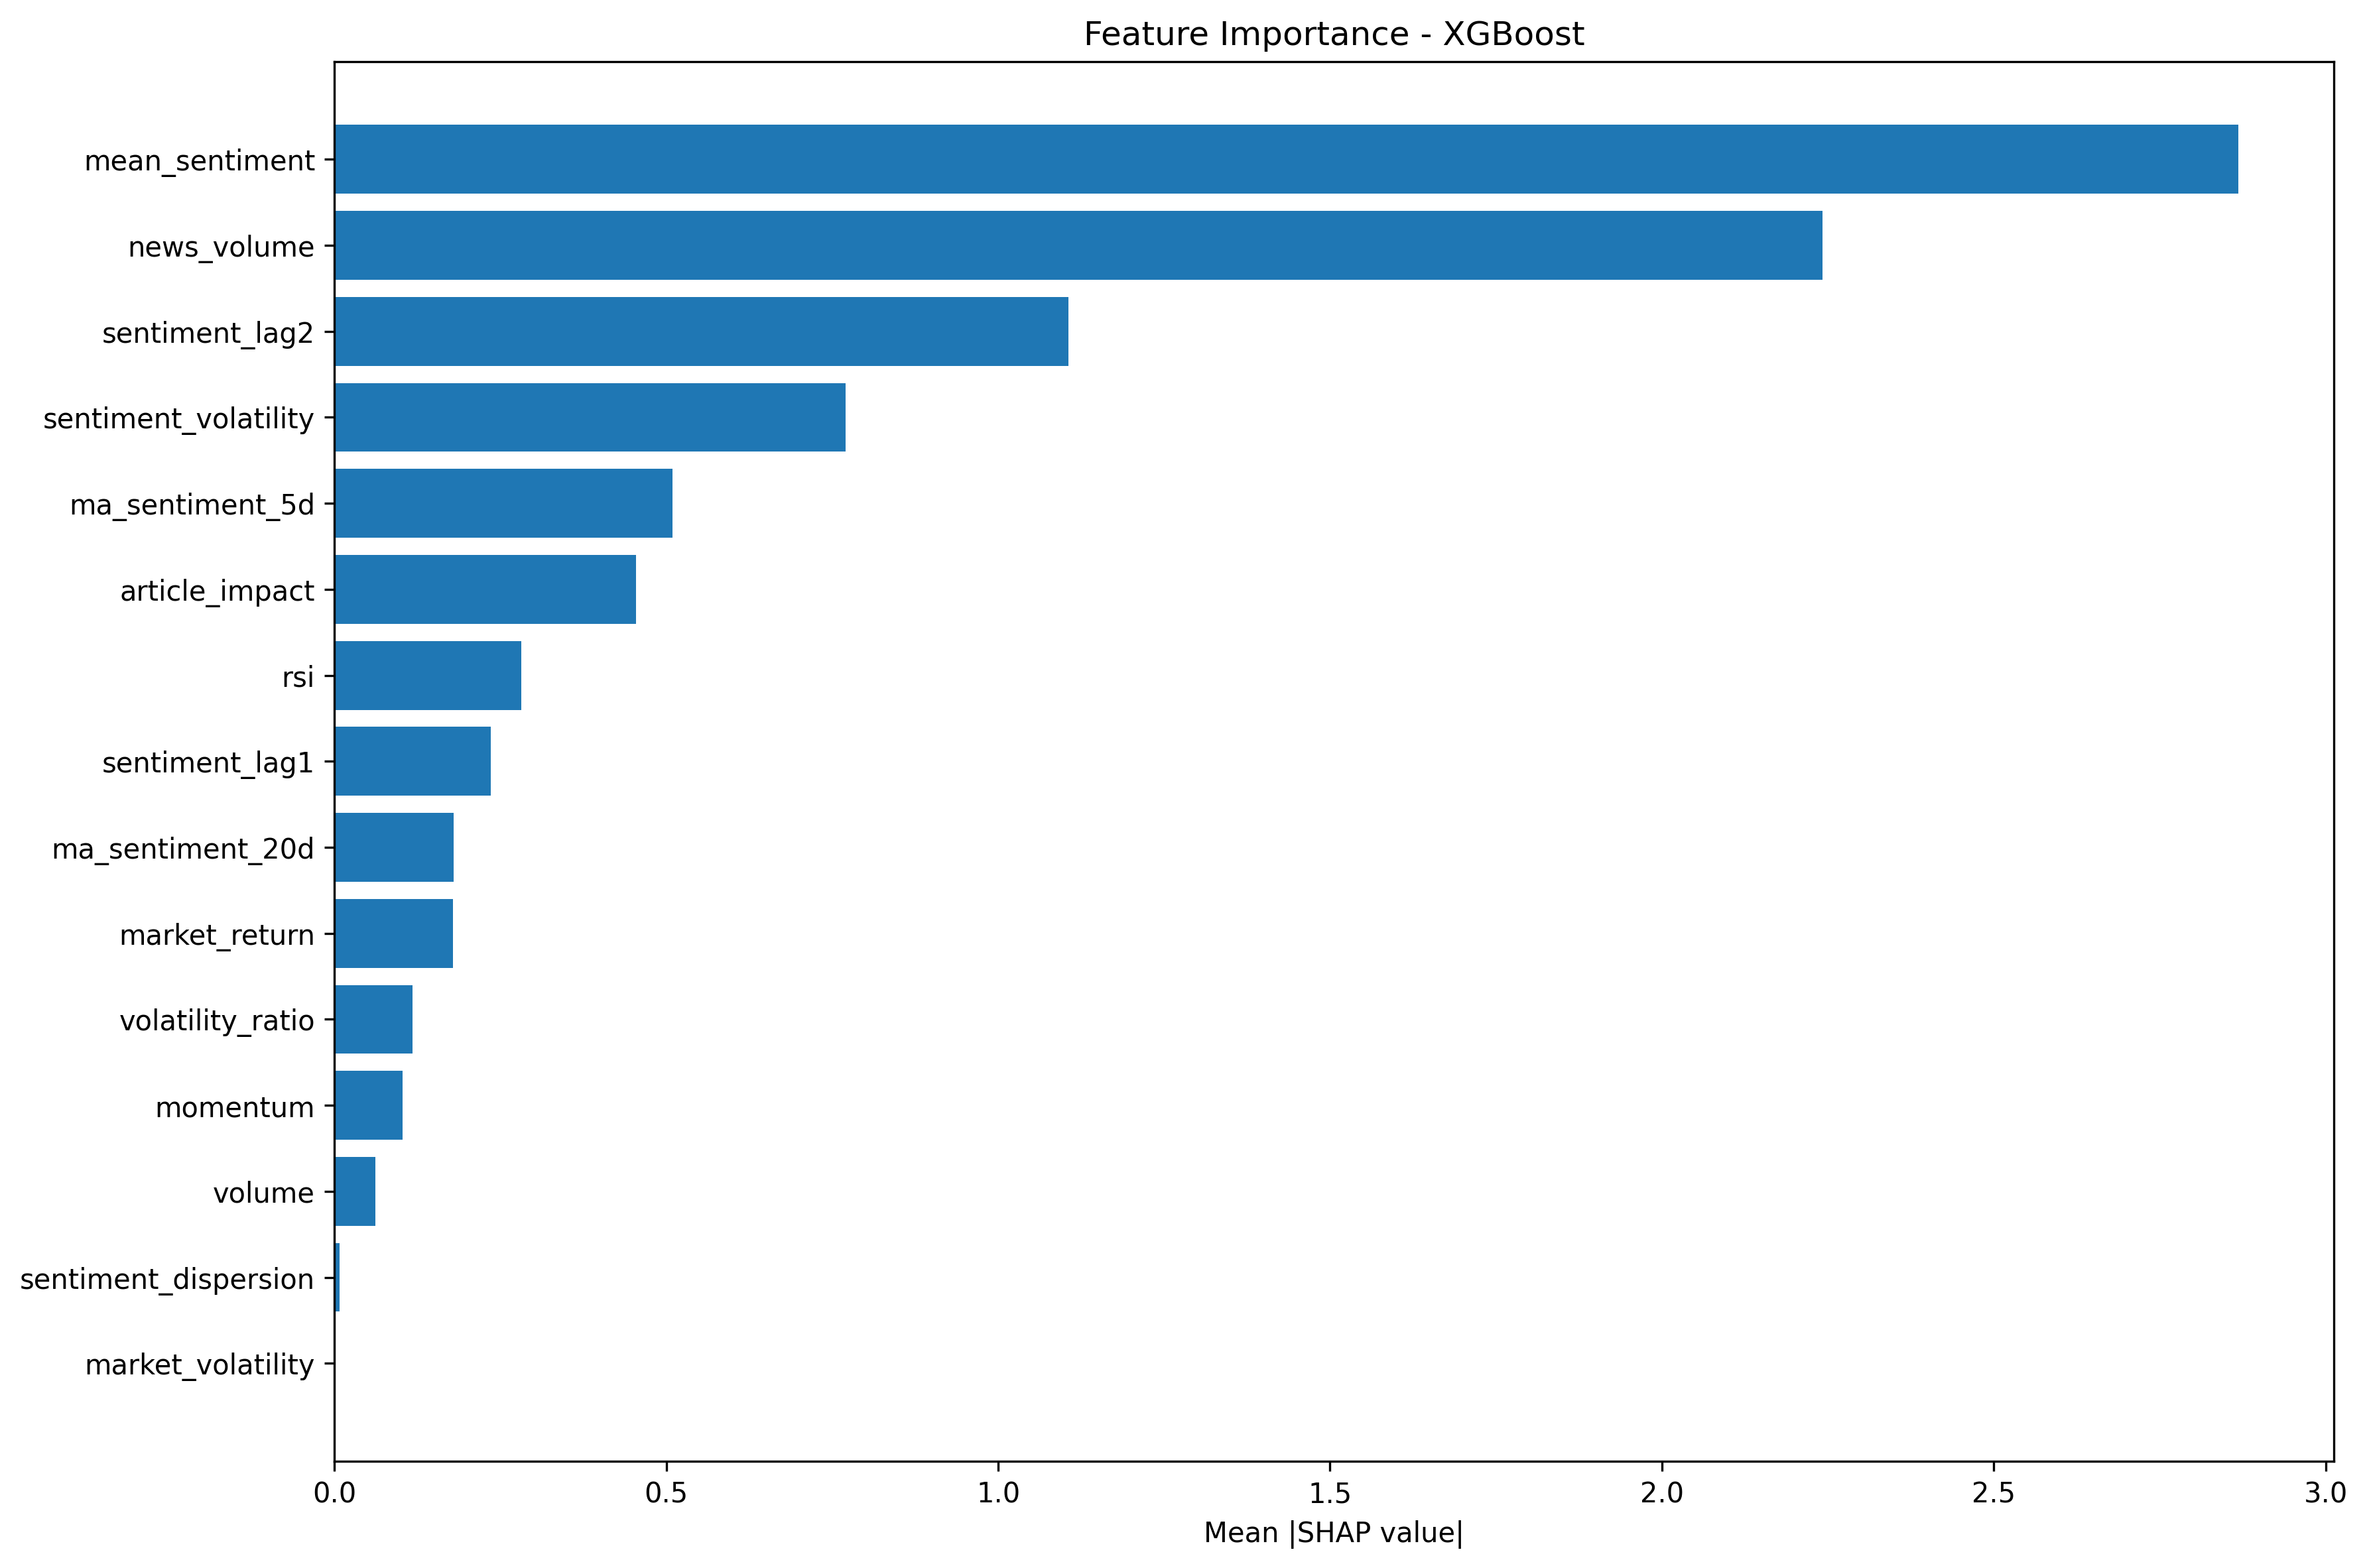 Feature Importance - XGBoost
mean_sentiment
news_volume
sentiment_lag2
sentiment_volatility
ma_sentiment_5d
article_impact
rsi
sentiment_lag1
ma_sentiment_20d
market_return
volatility_ratio
momentum
volume
sentiment_dispersion
market_volatility
0.0 0.5 1.0 1.5 2.0 2.5 3.0
Mean |SHAP value|